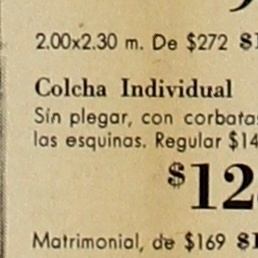 2.00x2.30 m. De $272
Colcha Individual
Sin plegar, con corbatas
las esquinas. Regular $14
$12
Matrimonial, de $169